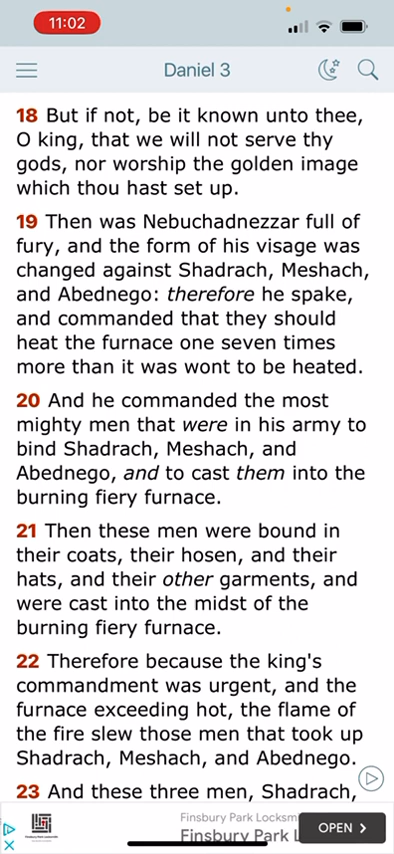 11:02
Daniel 3
18 But if not, be it known unto thee,
O king, that we will not serve thy
gods, nor worship the golden image
which thou hast set up.
19 Then was Nebuchadnezzar full of
fury, and the form of his visage was
changed against Shadrach, Meshach,
and Abednego: therefore he spake,
and commanded that they should
heat the furnace one seven times
more than it was wont to be heated.
20 And he commanded the most
mighty men that were in his army to
bind Shadrach, Meshach, and
Abednego, and to cast them into the
burning fiery furnace.
21 Then these men were bound in
their coats, their hosen, and their
hats, and their other garments, and
were cast into the midst of the
burning fiery furnace.
22 Therefore because the king's
commandment was urgent, and the
furnace exceeding hot, the flame of
the fire slew those men that took up
Shadrach, Meshach, and Abednego.
23 And these three men, Shadrach,
Finsbury Park Locksm
Finsbury Park L
OPEN